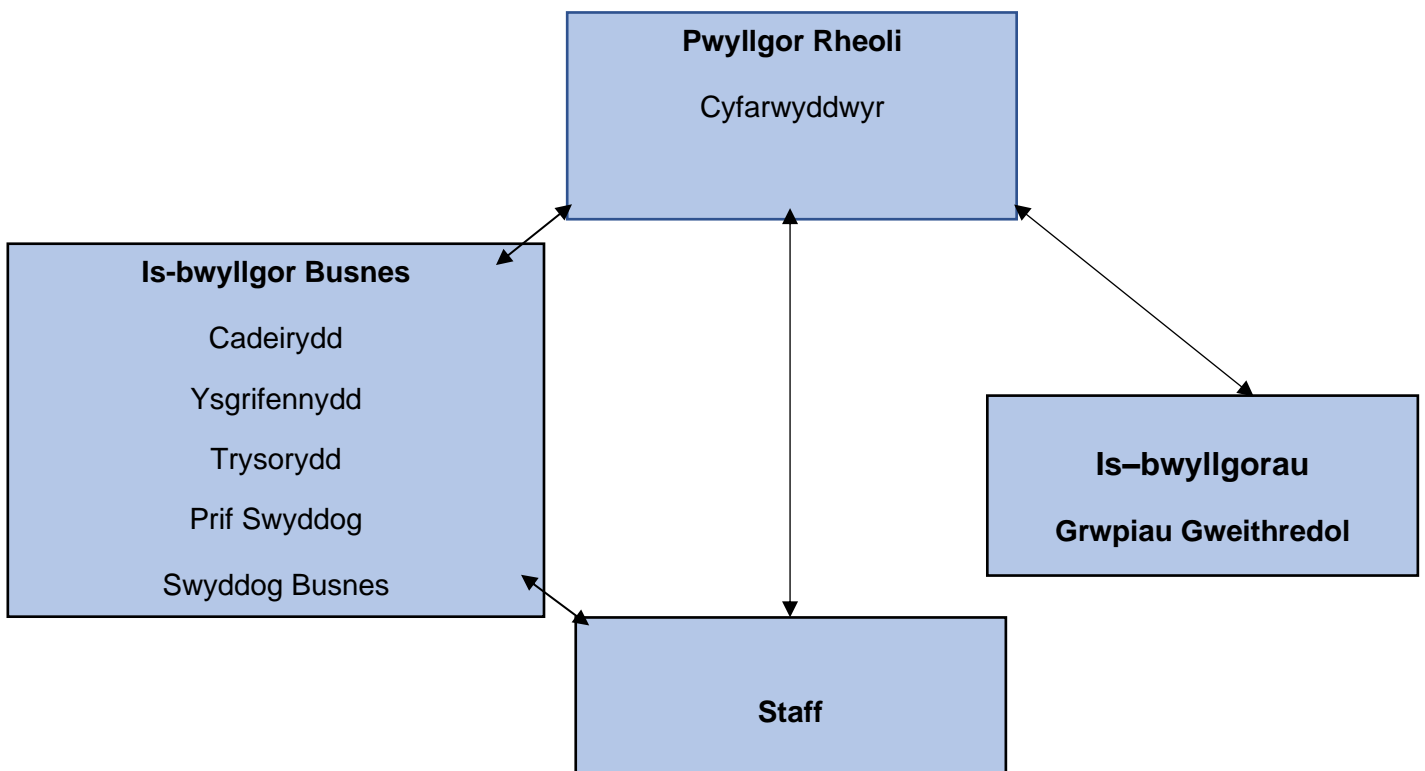 Pwyllgor Rheoli
Cyfarwyddwyr
Is-bwyllgor Busnes
Cadeirydd
Ysgrifennydd
Trysorydd
Prif Swyddog
Swyddog Busnes
Is–bwyllgorau
Grwpiau Gweithredol
Staff